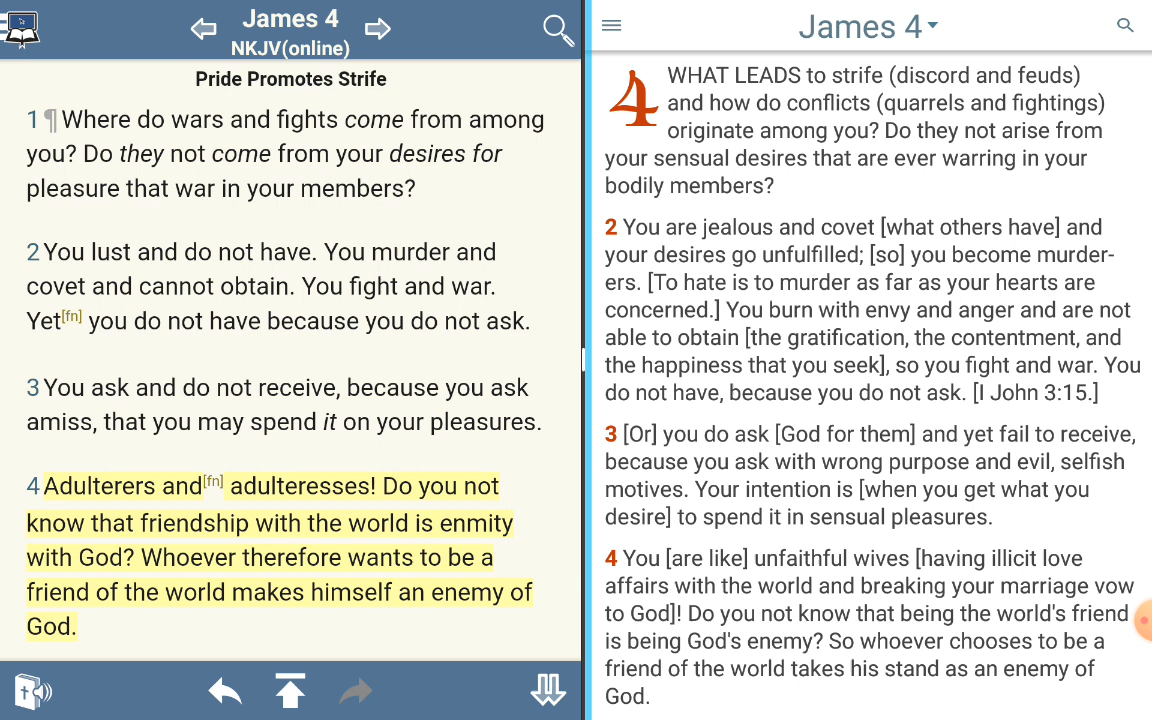 James 4
NKJV(online)
Pride Promotes Strife
1 ¶ Where do wars and fights come from among
you? Do they not come from your desires for
pleasure that war in your members?
2 You lust and do not have. You murder and
covet and cannot obtain. You fight and war.
Yet[fn] you do not have because you do not ask.
3 You ask and do not receive, because you ask
amiss, that you may spend it on your pleasures.
4 Adulterers and[fn] adulteresses! Do you not
know that friendship with the world is enmity
with God? Whoever therefore wants to be a
friend of the world makes himself an enemy of
God.
James 4
4 WHAT LEADS to strife (discord and feuds)
and how do conflicts (quarrels and fightings)
originate among you? Do they not arise from
your sensual desires that are ever warring in your
bodily members?
2 You are jealous and covet [what others have] and
your desires go unfulfilled; [so] you become murder-
ers. [To hate is to murder as far as your hearts are
concerned.] You burn with envy and anger and are not
able to obtain [the gratification, the contentment, and
the happiness that you seek], so you fight and war. You
do not have, because you do not ask. [I John 3:15.]
3 [Or] you do ask [God for them] and yet fail to receive,
because you ask with wrong purpose and evil, selfish
motives. Your intention is [when you get what you
desire] to spend it in sensual pleasures.
4 You [are like] unfaithful wives [having illicit love
affairs with the world and breaking your marriage vow
to God]! Do you not know that being the world's friend
is being God's enemy? So whoever chooses to be a
friend of the world takes his stand as an enemy of
God.